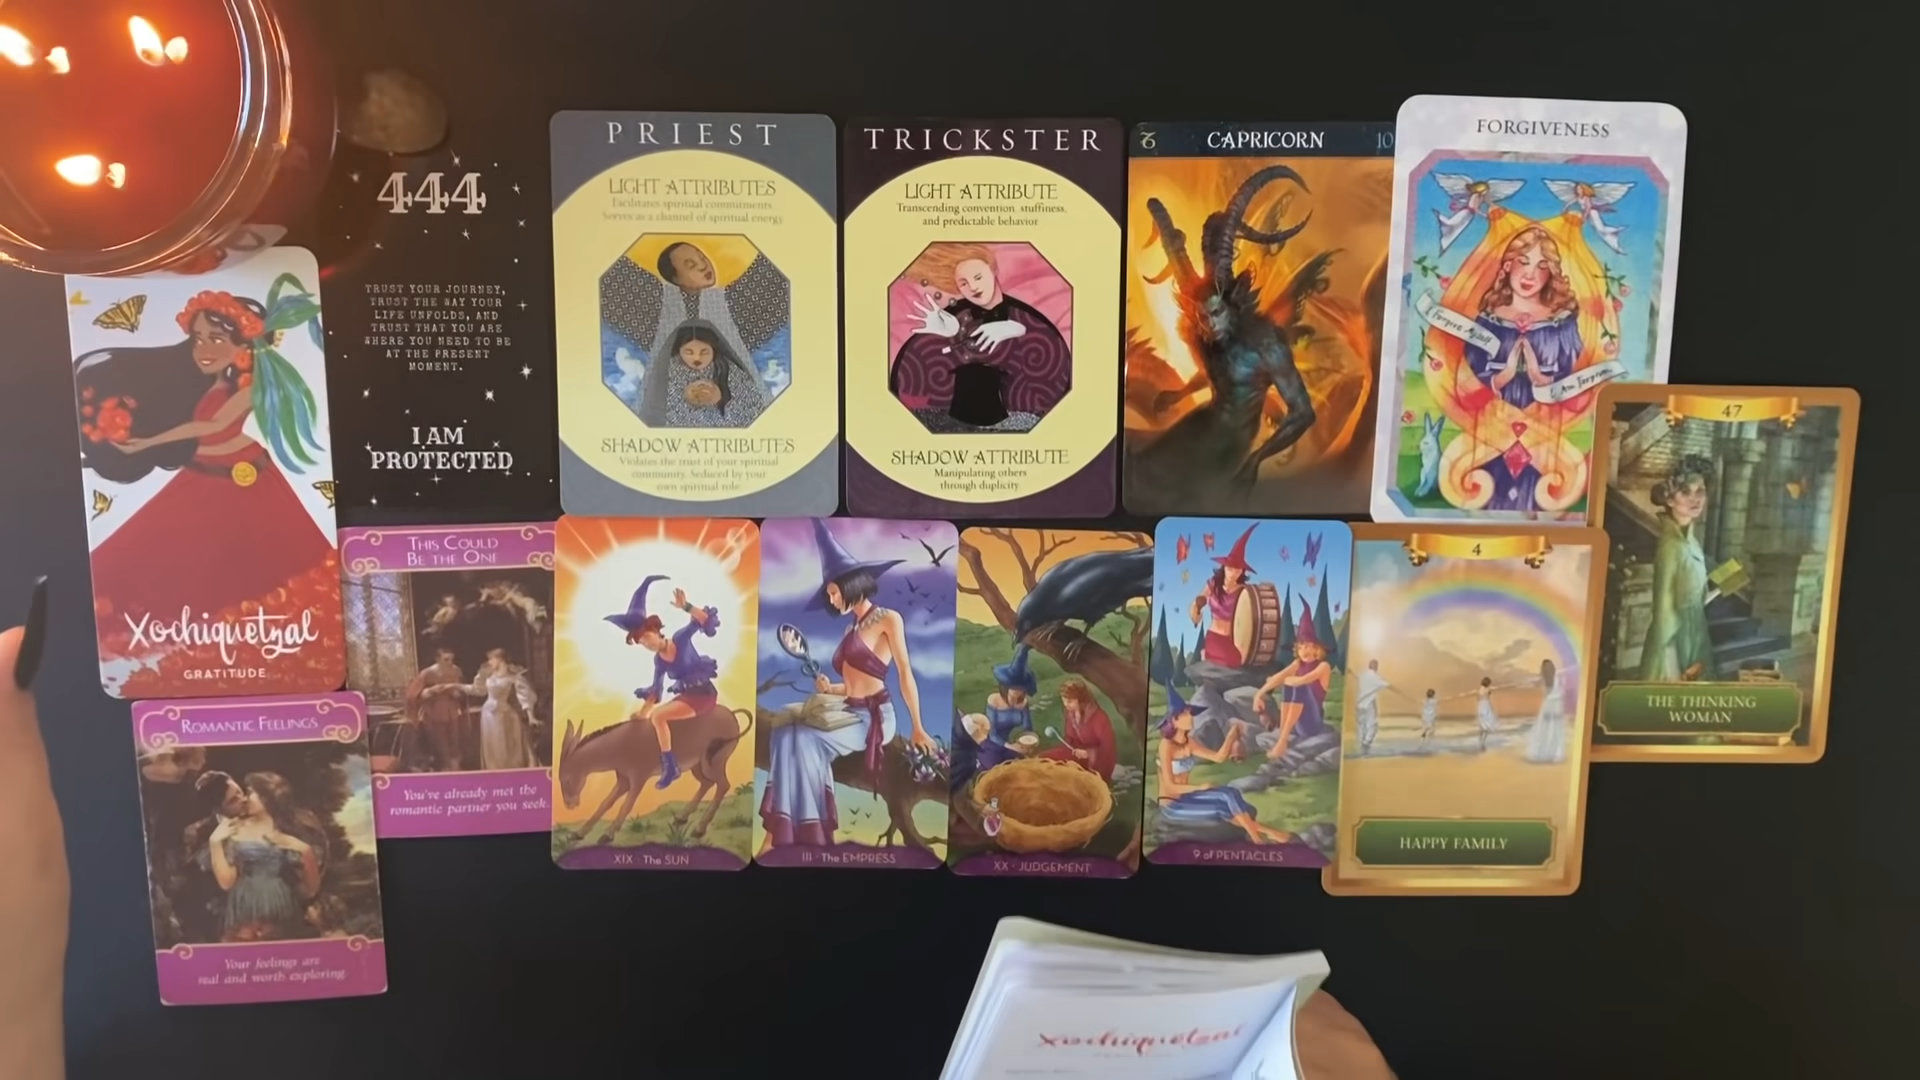 444
TRUST YOUR JOURNEY,
TRUST THE WAY YOUR
LIFE UNFOLDS, AND
TRUST THAT YOU ARE
WHERE YOU NEED TO BE
AT THE PRESENT
MOMENT.
I AM
PROTECTED
PRIEST
LIGHT ATTRIBUTES
Facilitates spiritual commitments.
Serves as a channel of spiritual energy
SHADOW ATTRIBUTES
Violates the trust of your spiritual
community. Seduced by your
own spiritual role.
TRICKSTER
LIGHT ATTRIBUTE
Transcending convention, stuffiness,
and predictable behavior
SHADOW ATTRIBUTE
Manipulating others
through duplicity
CAPRICORN
10
FORGIVENESS
I Forgive Myself
I Am Forgiven
47
THE THINKING
WOMAN
Xochiquetzal
GRATITUDE
THIS COULD
BE THE ONE
You've already met the
romantic partner you seek.
XIX - The SUN
III - The EMPRESS
XX - JUDGEMENT
9 of PENTACLES
4
HAPPY FAMILY
ROMANTIC FEELINGS
Your feelings are
real and worth exploring.
Xochiquetzal